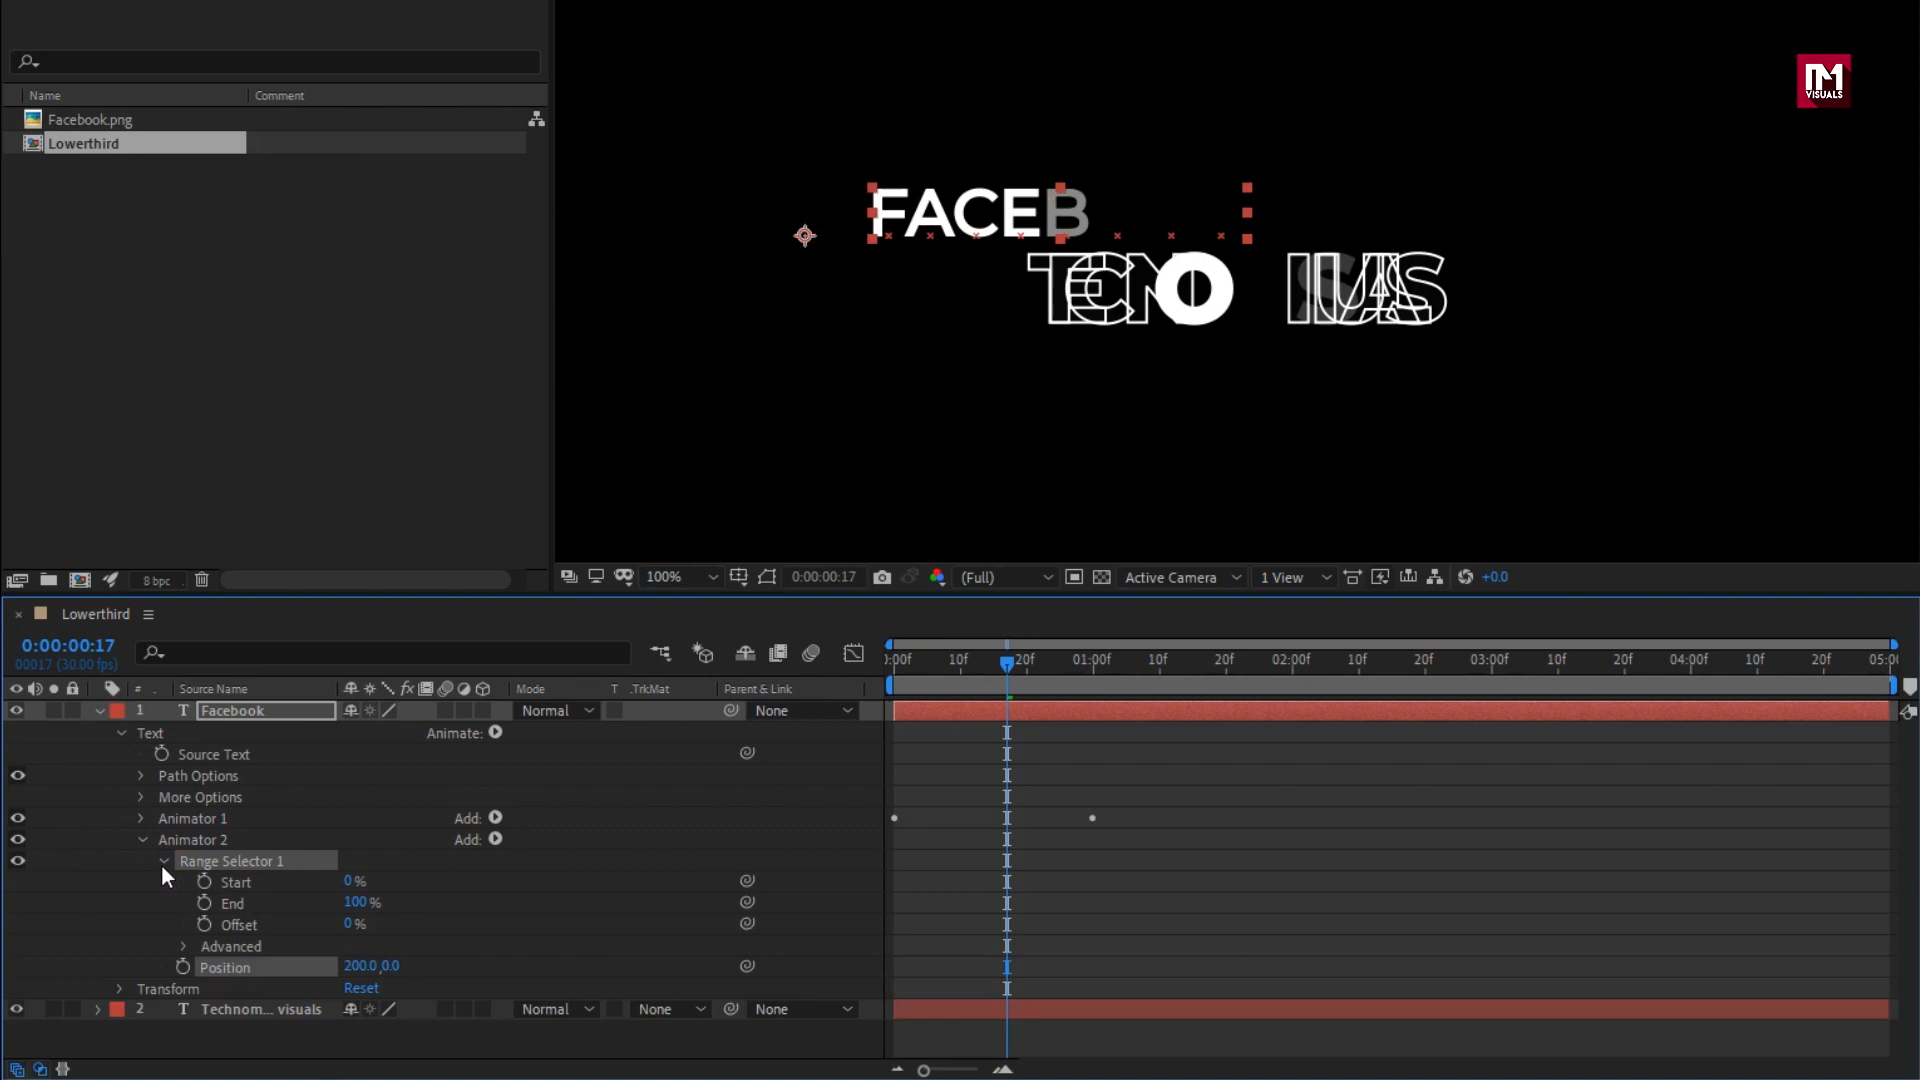 IM
VISUALS
Name
Comment
Facebook.png
Lowerthird
FACEB
8 bpc
100%
0:00:00:17
(Full)
Active Camera
1 View
+0.0
Lowerthird
0:00:00:17
00017 (30.00 fps)
):00f 10f 20f 01:00f 10f 20f 02:00f 10f 20f 03:00f 10f 20f 04:00f 10f 20f 05:00
# . Source Name fx Mode T .TrkMat Parent & Link
1 T Facebook Normal None
Text Animate:
Source Text
Path Options
More Options
Animator 1 Add:
Animator 2 Add:
Range Selector 1
Start 0 %
End 100 %
Offset 0 %
Advanced
Position 200.0 ,0.0
Transform Reset
2 T Technom... visuals Normal None None